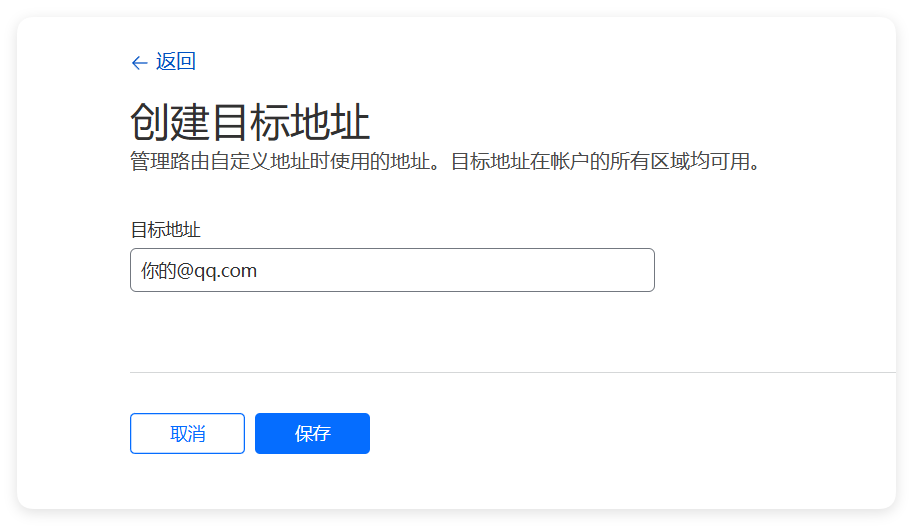 ← 返回
创建目标地址
管理路由自定义地址时使用的地址。目标地址在帐户的所有区域均可用。
目标地址
你的@qq.com
取消 保存